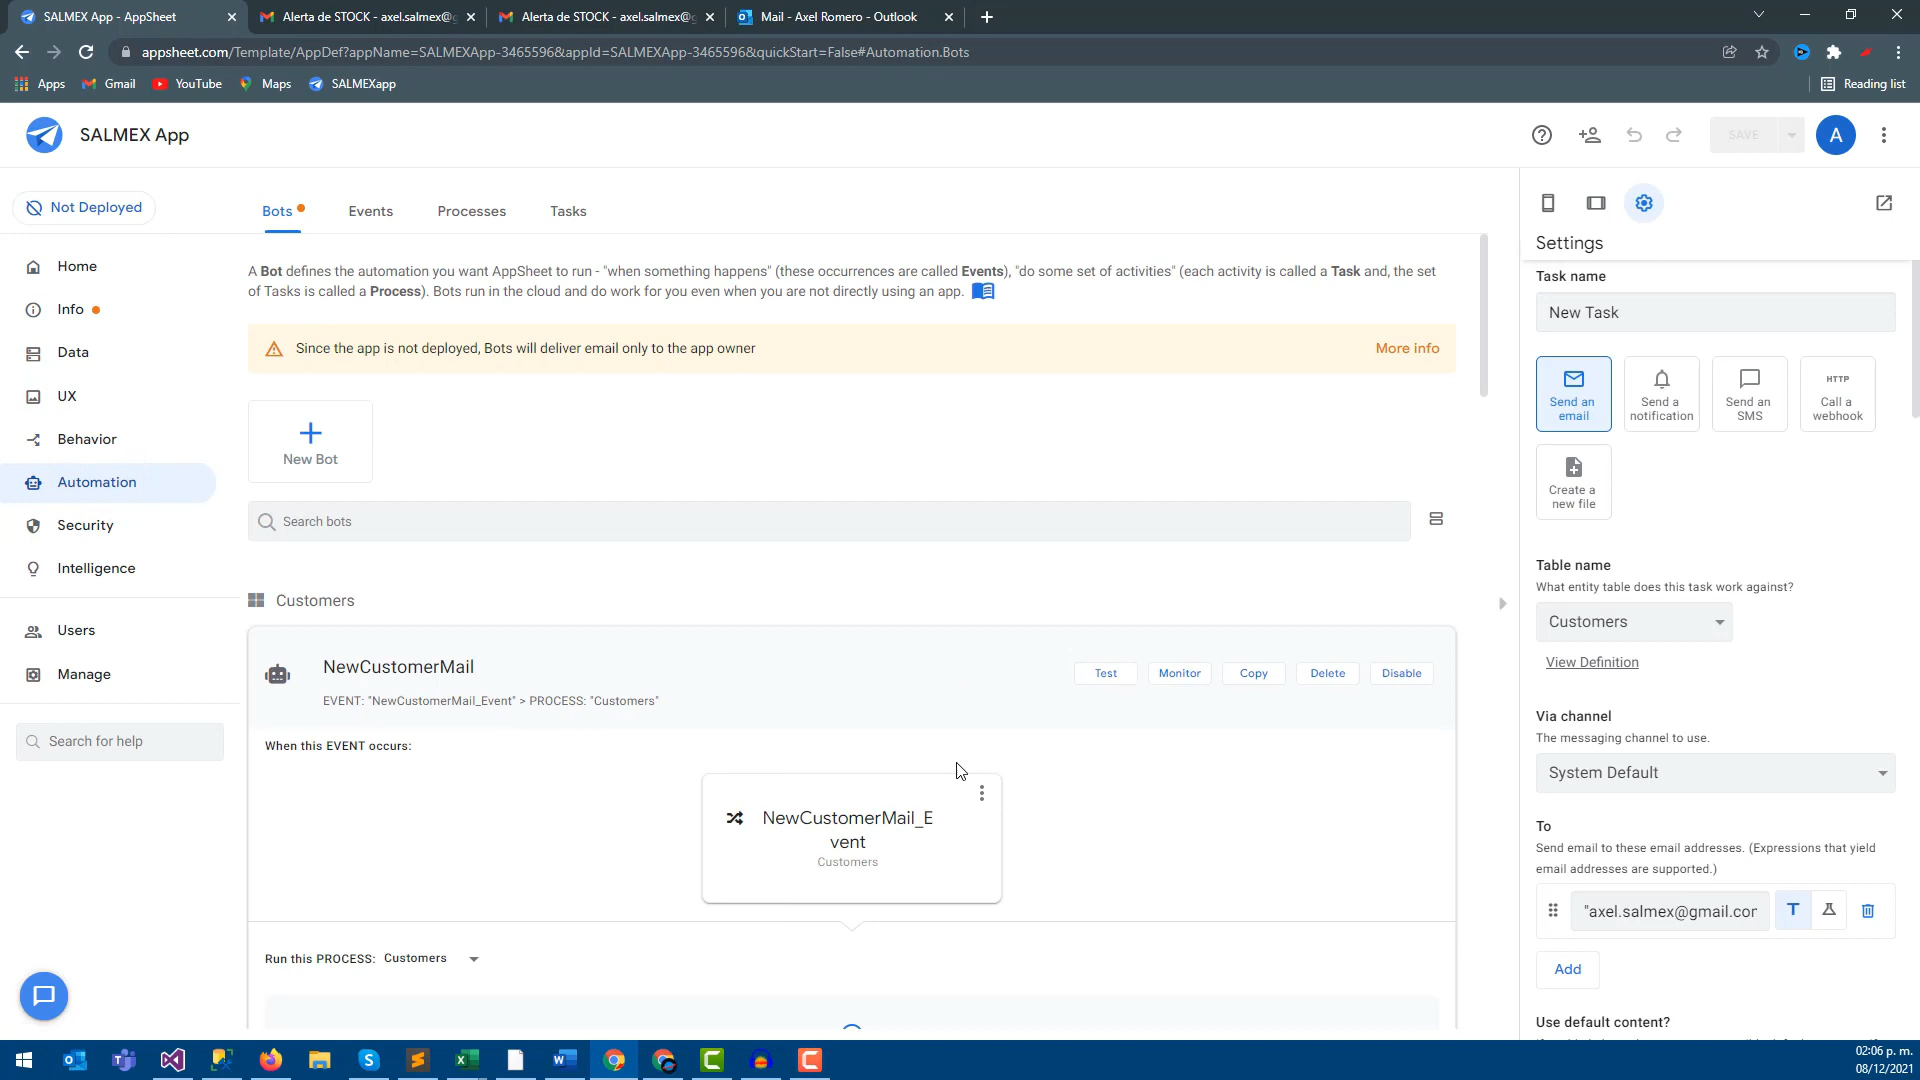 SALMEX App - AppSheet
Alerta de STOCK - axel.salmex@g
Alerta de STOCK - axel.salmex@g
Mail - Axel Romero - Outlook
appsheet.com/Template/AppDef?appName=SALMEXApp-3465596&appId=SALMEXApp-3465596&quickStart=False#Automation.Bots
Apps
Gmail
YouTube
Maps
SALMEXapp
Reading list
SALMEX App
SAVE
A
Not Deployed
Bots
Events
Processes
Tasks
Home
Info
Data
UX
Behavior
Automation
Security
Intelligence
Users
Manage
Search for help
A Bot defines the automation you want AppSheet to run - "when something happens" (these occurrences are called Events), "do some set of activities" (each activity is called a Task and, the set
of Tasks is called a Process). Bots run in the cloud and do work for you even when you are not directly using an app.
Since the app is not deployed, Bots will deliver email only to the app owner
More info
New Bot
Search bots
Customers
NewCustomerMail
EVENT: "NewCustomerMail_Event" > PROCESS: "Customers"
Test
Monitor
Copy
Delete
Disable
When this EVENT occurs:
NewCustomerMail_E
vent
Customers
Run this PROCESS: Customers
Settings
Task name
New Task
Send an
email
Send a
notification
Send an
SMS
HTTP
Call a
webhook
Create a
new file
Table name
What entity table does this task work against?
Customers
View Definition
Via channel
The messaging channel to use.
System Default
To
Send email to these email addresses. (Expressions that yield
email addresses are supported.)
"axel.salmex@gmail.com
T
Add
Use default content?
02:06 p. m.
08/12/2021